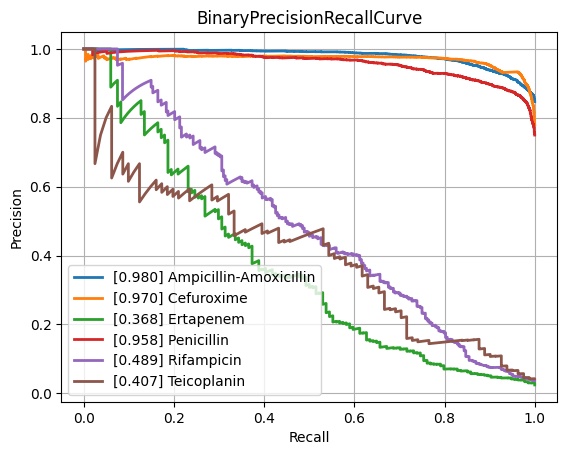 BinaryPrecisionRecallCurve
1.0
0.8
0.6
0.4
0.2
0.0
Precision
[0.980] Ampicillin-Amoxicillin
[0.970] Cefuroxime
[0.368] Ertapenem
[0.958] Penicillin
[0.489] Rifampicin
[0.407] Teicoplanin
0.0 0.2 0.4 0.6 0.8 1.0
Recall